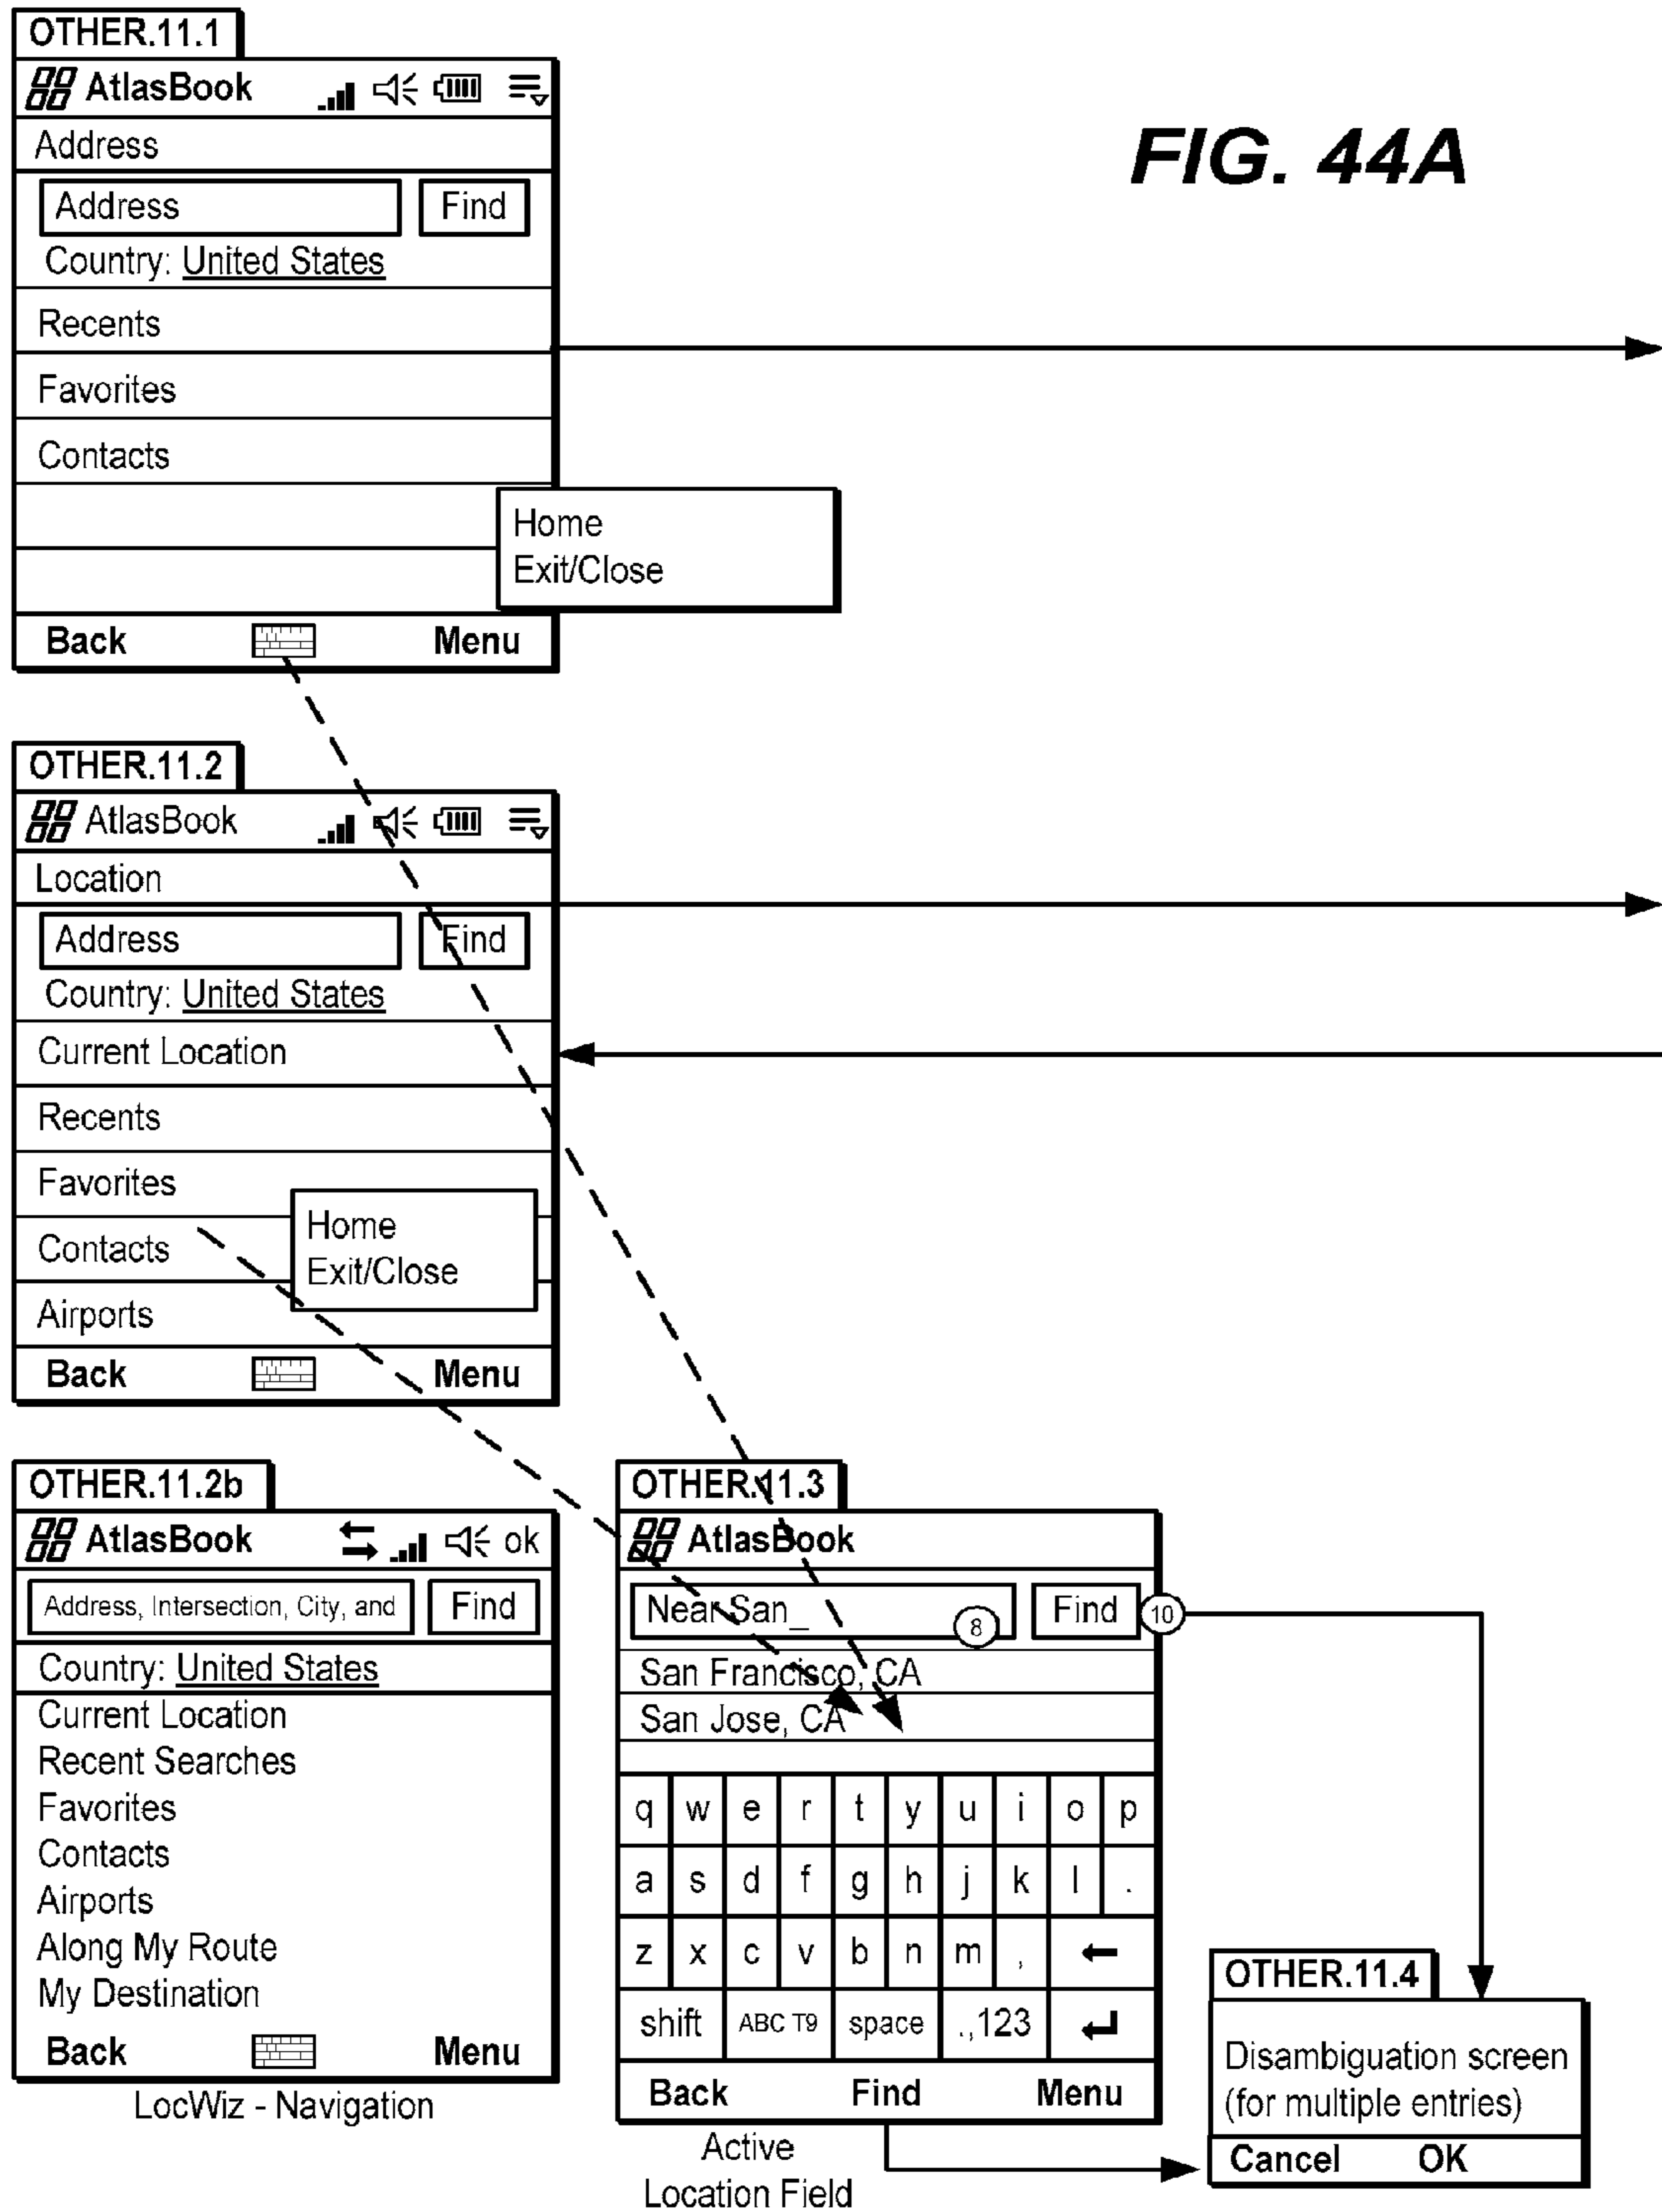 FIG. 44A
OTHER.11.1
AtlasBook
Address
Address Find
Country: United States
Recents
Favorites
Contacts
Home
Exit/Close
Back Menu
OTHER.11.2
AtlasBook
Location
Address Find
Country: United States
Current Location
Recents
Favorites
Contacts
Airports
Home
Exit/Close
Back Menu
OTHER.11.2b
AtlasBook ok
Address, Intersection, City, and Find
Country: United States
Current Location
Recent Searches
Favorites
Contacts
Airports
Along My Route
My Destination
Back Menu
LocWiz - Navigation
OTHER.11.3
AtlasBook
Near San_ 8 Find 10
San Francisco, CA
San Jose, CA
q w e r t y u i o p
a s d f g h j k l .
z x c v b n m , ←
shift ABC T9 space .,123 ↵
Back Find Menu
Active
Location Field
OTHER.11.4
Disambiguation screen
(for multiple entries)
Cancel OK